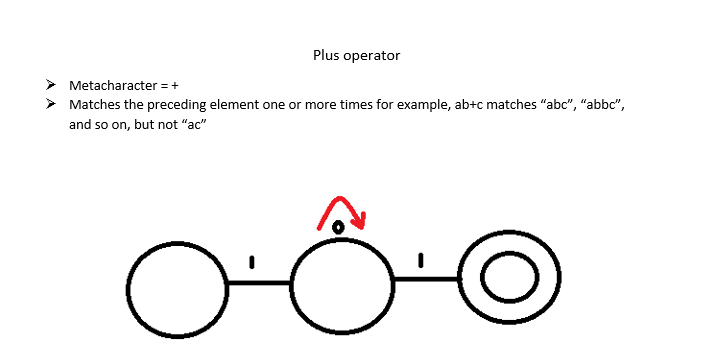 Plus operator
➢ Metacharacter = +
➢ Matches the preceding element one or more times for example, ab+c matches “abc”, “abbc”,
and so on, but not “ac”
0
1 1